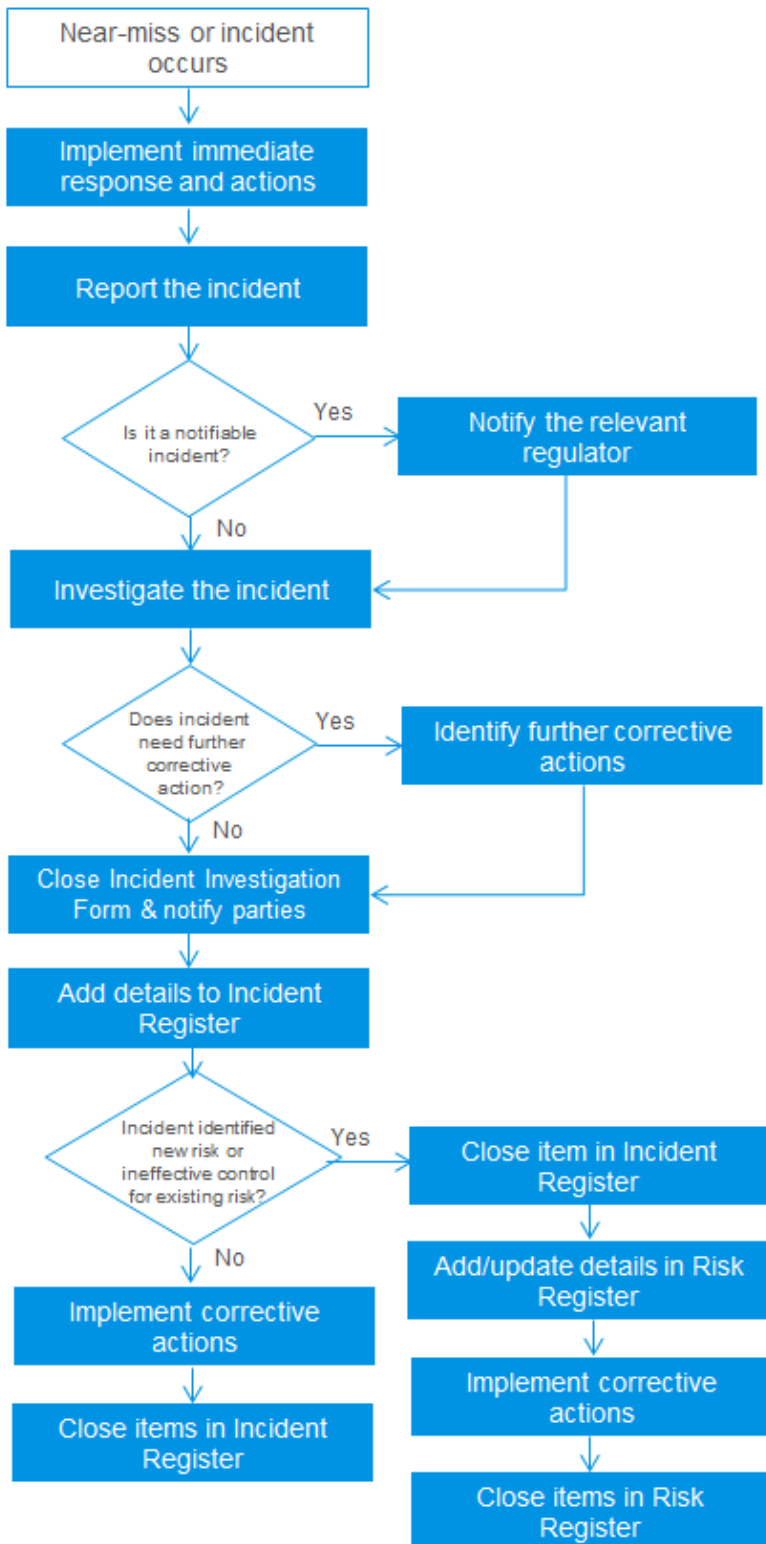 Near-miss or incident
occurs
Implement immediate
response and actions
Report the incident
Is it a notifiable
incident?
Yes
Notify the relevant
regulator
No
Investigate the incident
Does incident
need further
corrective
action?
Yes
Identify further corrective
actions
No
Close Incident Investigation
Form & notify parties
Add details to Incident
Register
Incident identified
new risk or
ineffective control
for existing risk?
Yes
Close item in Incident
Register
No
Add/update details in Risk
Register
Implement corrective
actions
Implement corrective
actions
Close items in Incident
Register
Close items in Risk
Register